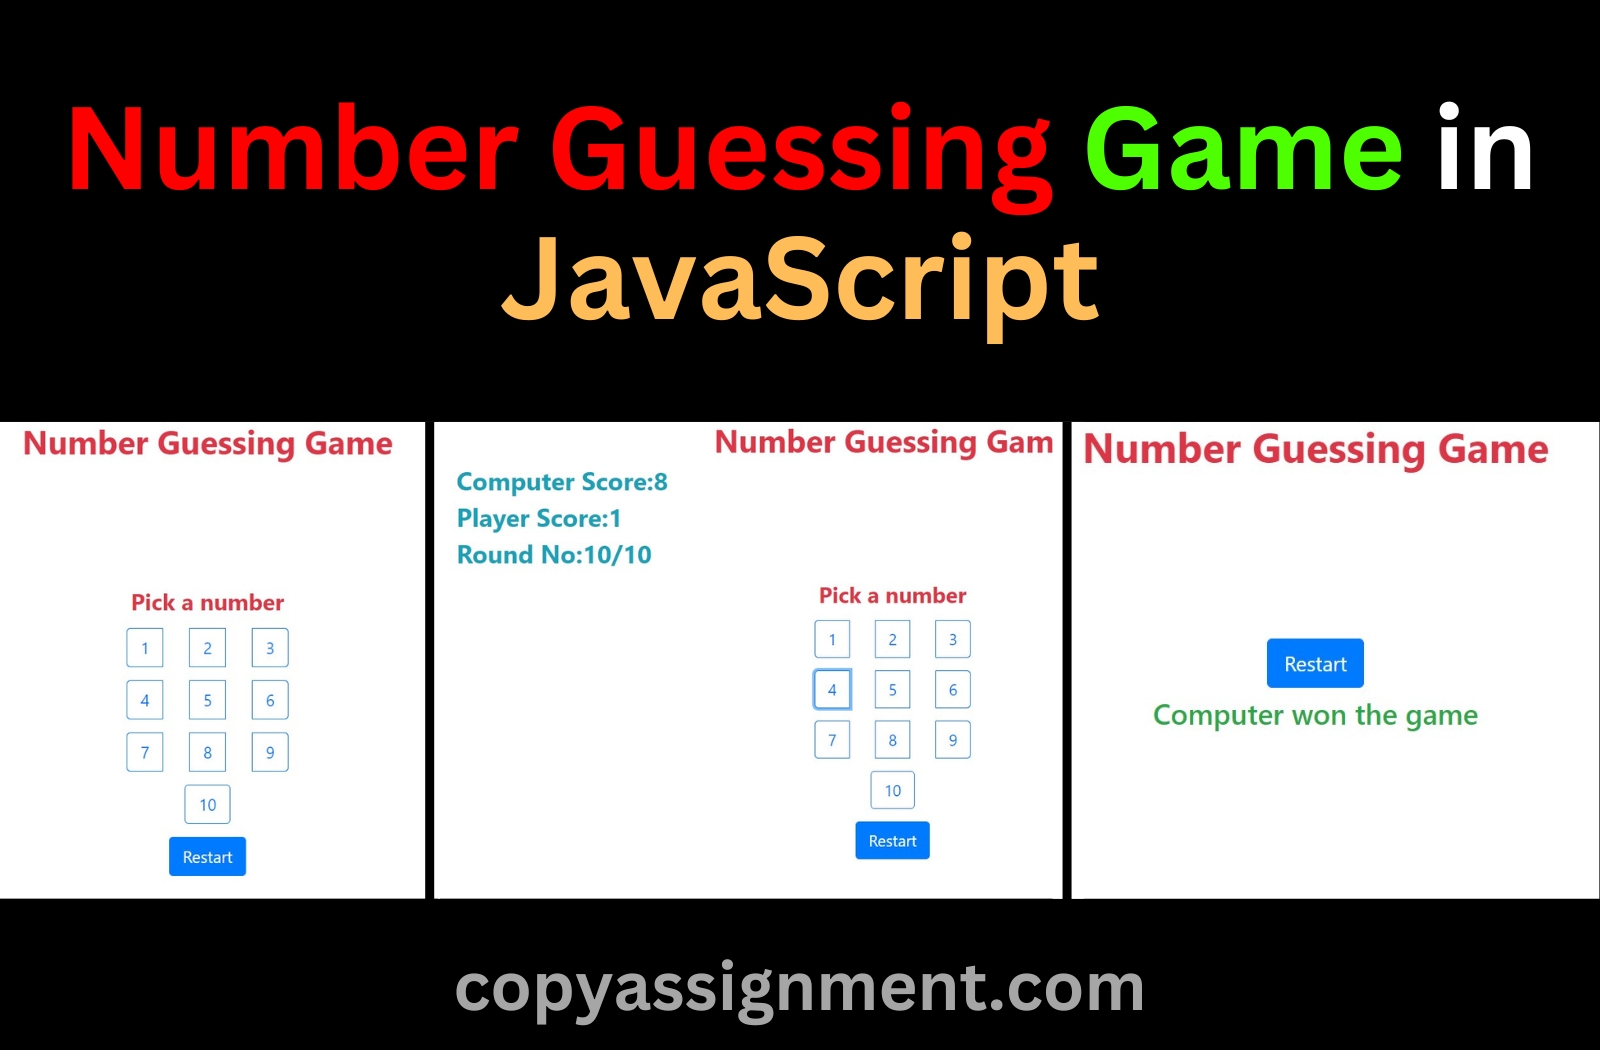 Number Guessing Game in
JavaScript
Number Guessing Game
Pick a number
1 2 3
4 5 6
7 8 9
10
Restart
Number Guessing Gam
Computer Score:8
Player Score:1
Round No:10/10
Pick a number
1 2 3
4 5 6
7 8 9
10
Restart
Number Guessing Game
Restart
Computer won the game
copyassignment.com